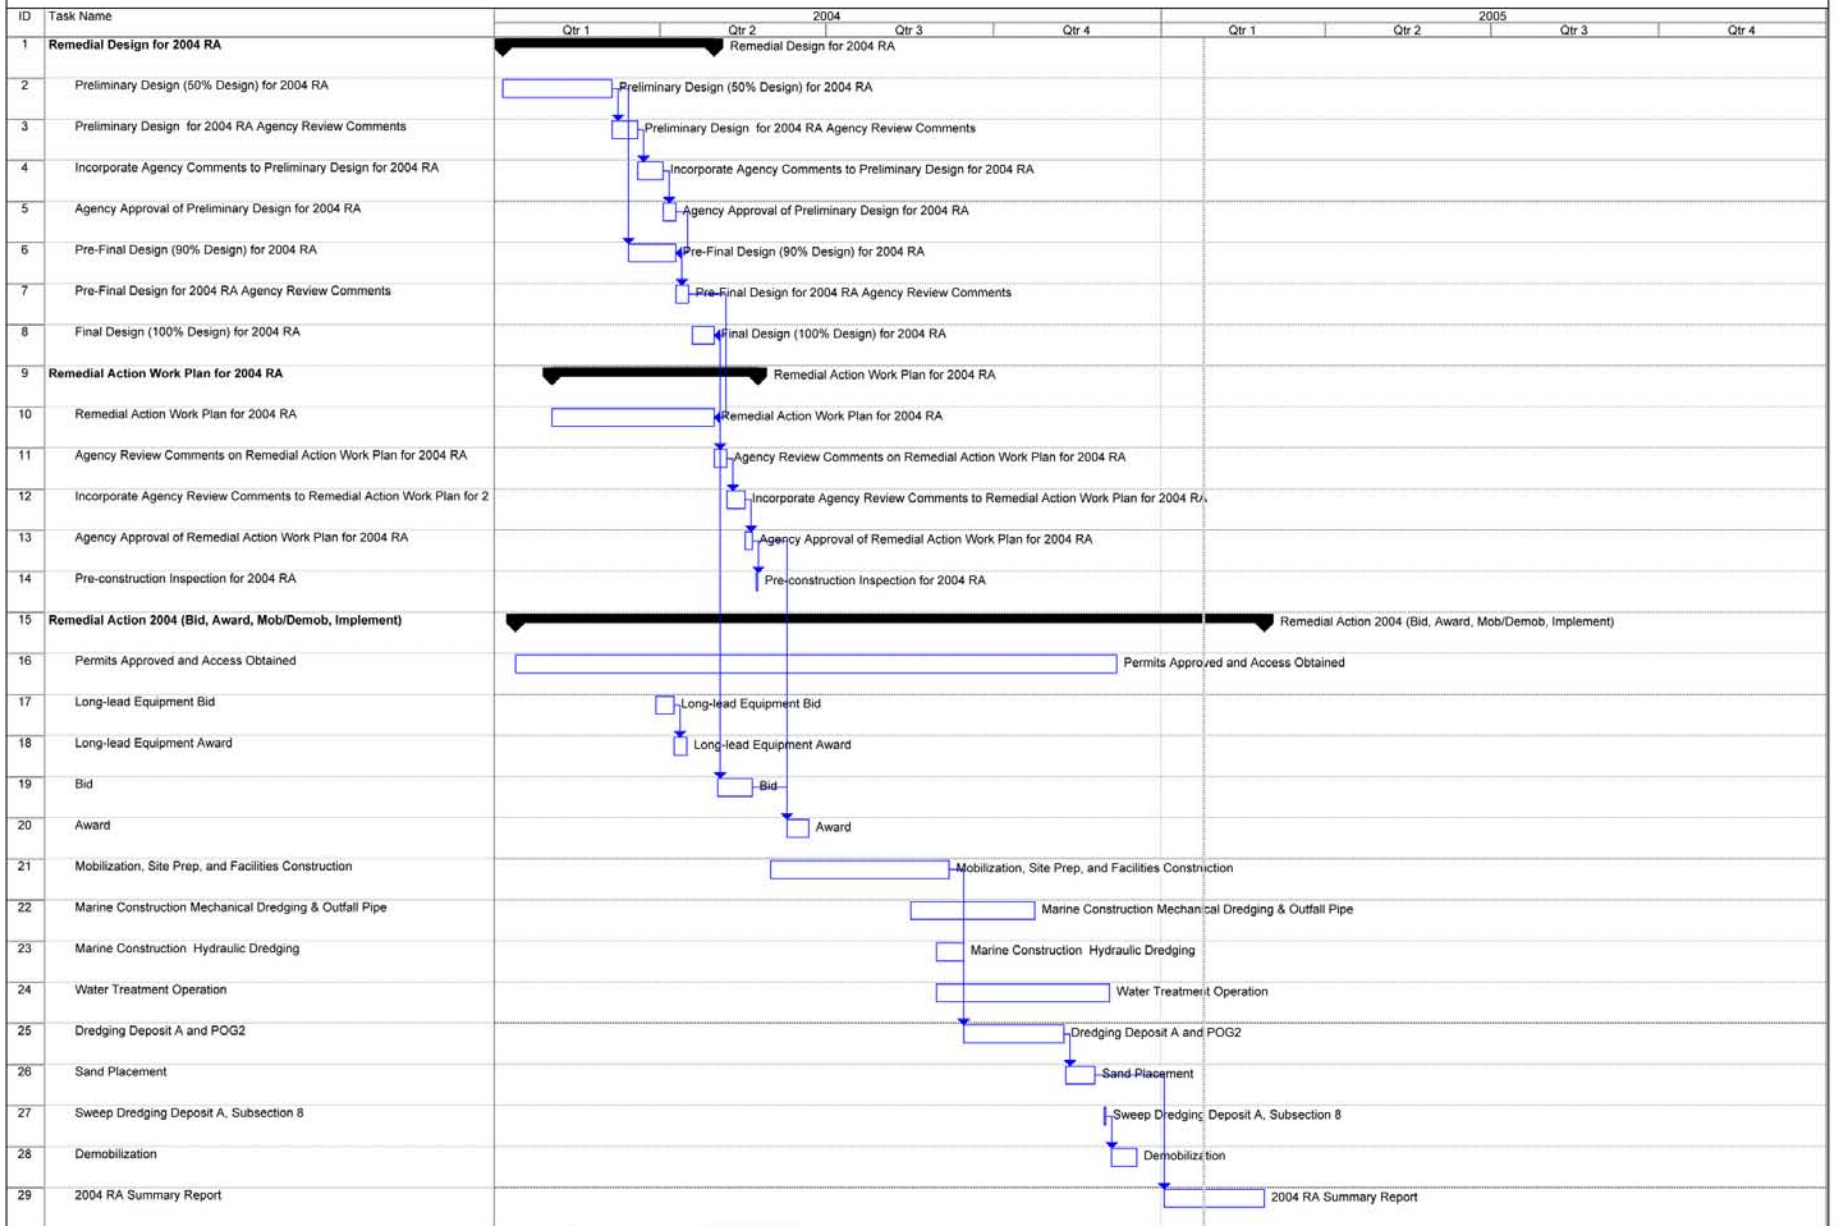 ID Task Name 2004 2005
Qtr 1 Qtr 2 Qtr 3 Qtr 4 Qtr 1 Qtr 2 Qtr 3 Qtr 4
1 Remedial Design for 2004 RA Remedial Design for 2004 RA
2 Preliminary Design (50% Design) for 2004 RA Preliminary Design (50% Design) for 2004 RA
3 Preliminary Design for 2004 RA Agency Review Comments Preliminary Design for 2004 RA Agency Review Comments
4 Incorporate Agency Comments to Preliminary Design for 2004 RA Incorporate Agency Comments to Preliminary Design for 2004 RA
5 Agency Approval of Preliminary Design for 2004 RA Agency Approval of Preliminary Design for 2004 RA
6 Pre-Final Design (90% Design) for 2004 RA Pre-Final Design (90% Design) for 2004 RA
7 Pre-Final Design for 2004 RA Agency Review Comments Pre-Final Design for 2004 RA Agency Review Comments
8 Final Design (100% Design) for 2004 RA Final Design (100% Design) for 2004 RA
9 Remedial Action Work Plan for 2004 RA Remedial Action Work Plan for 2004 RA
10 Remedial Action Work Plan for 2004 RA Remedial Action Work Plan for 2004 RA
11 Agency Review Comments on Remedial Action Work Plan for 2004 RA Agency Review Comments on Remedial Action Work Plan for 2004 RA
12 Incorporate Agency Review Comments to Remedial Action Work Plan for 2 Incorporate Agency Review Comments to Remedial Action Work Plan for 2004 RA
13 Agency Approval of Remedial Action Work Plan for 2004 RA Agency Approval of Remedial Action Work Plan for 2004 RA
14 Pre-construction Inspection for 2004 RA Pre-construction Inspection for 2004 RA
15 Remedial Action 2004 (Bid, Award, Mob/Demob, Implement) Remedial Action 2004 (Bid, Award, Mob/Demob, Implement)
16 Permits Approved and Access Obtained Permits Approved and Access Obtained
17 Long-lead Equipment Bid Long-lead Equipment Bid
18 Long-lead Equipment Award Long-lead Equipment Award
19 Bid Bid
20 Award Award
21 Mobilization, Site Prep, and Facilities Construction Mobilization, Site Prep, and Facilities Construction
22 Marine Construction Mechanical Dredging & Outfall Pipe Marine Construction Mechanical Dredging & Outfall Pipe
23 Marine Construction Hydraulic Dredging Marine Construction Hydraulic Dredging
24 Water Treatment Operation Water Treatment Operation
25 Dredging Deposit A and POG2 Dredging Deposit A and POG2
26 Sand Placement Sand Placement
27 Sweep Dredging Deposit A, Subsection 8 Sweep Dredging Deposit A, Subsection 8
28 Demobilization Demobilization
29 2004 RA Summary Report 2004 RA Summary Report